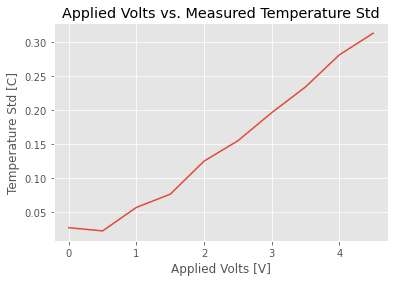 Applied Volts vs. Measured Temperature Std
Temperature Std [C]
0.30
0.25
0.20
0.15
0.10
0.05
0 1 2 3 4
Applied Volts [V]